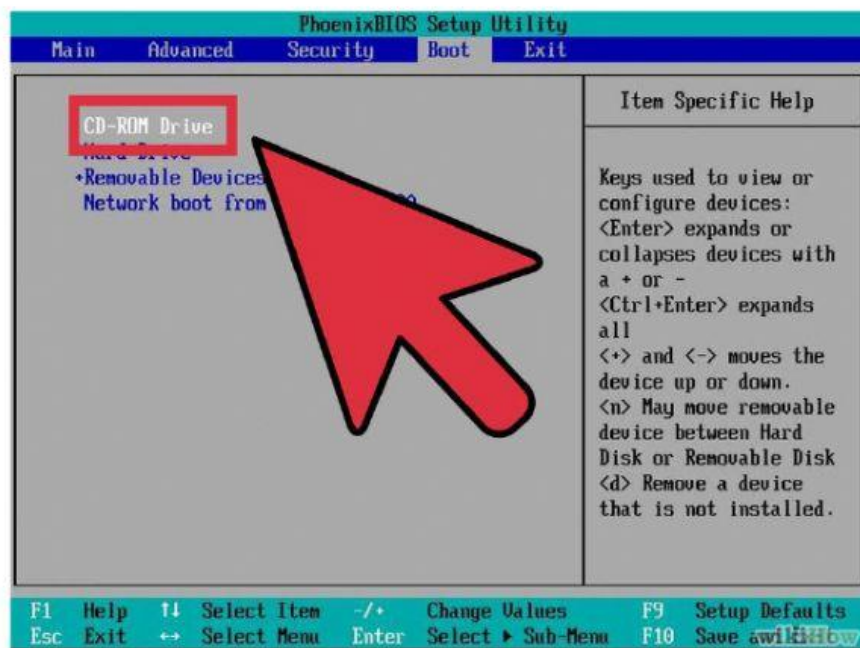 PhoenixBIOS Setup Utility
Main Advanced Security Boot Exit
CD-ROM Drive
Hard Drive
+Removable Devices
Network boot from
Item Specific Help
Keys used to view or
configure devices:
<Enter> expands or
collapses devices with
a + or -
<Ctrl+Enter> expands
all
<+> and <-> moves the
device up or down.
<n> May move removable
device between Hard
Disk or Removable Disk
<d> Remove a device
that is not installed.
F1 Help ↑↓ Select Item -/+ Change Values F9 Setup Defaults
Esc Exit ↔ Select Menu Enter Select ▶ Sub-Menu F10 Save
wikiHow